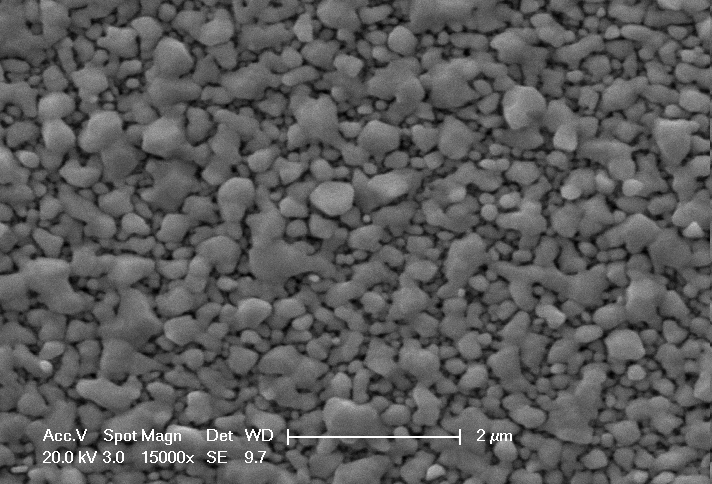 Acc.V Spot Magn Det WD 2 μm
20.0 kV 3.0 15000x SE 9.7